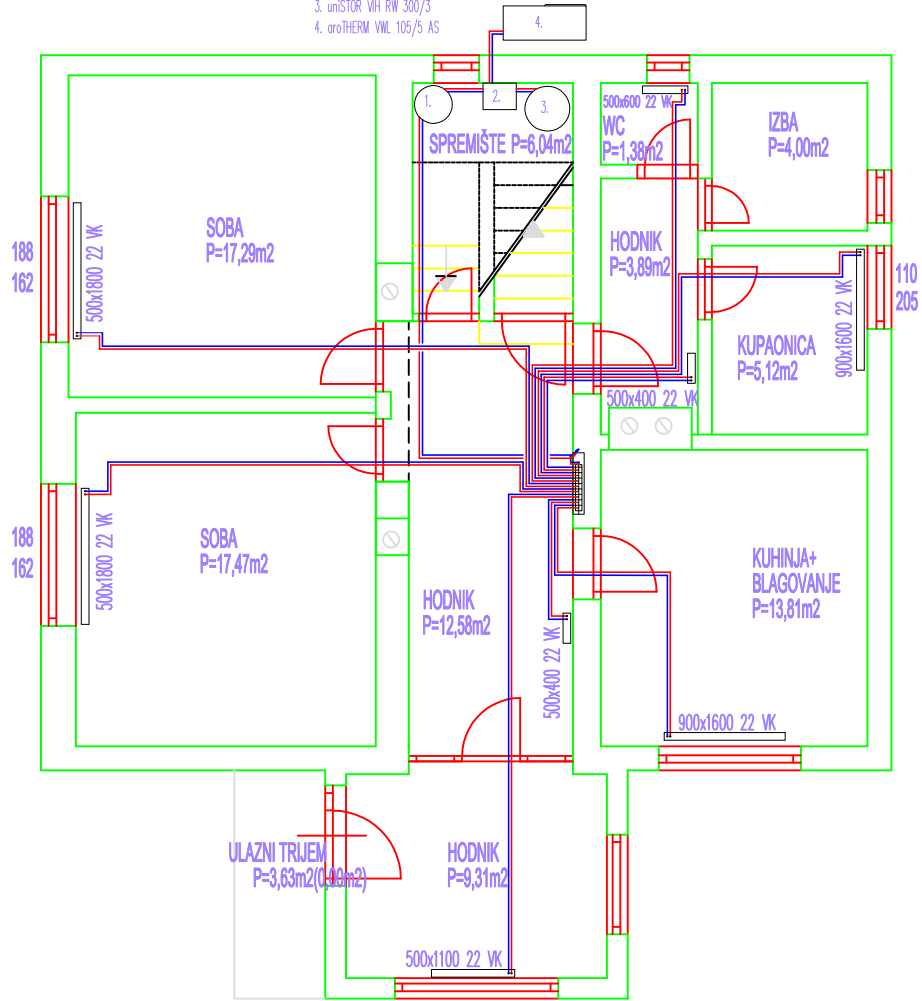 3. uniSTOR VIH RW 300/3
4. aroTHERM VWL 105/5 AS
4.
1.
2.
3.
500x600 22 VK
WC
P=1,38m2
SPREMIŠTE P=6,04m2
IZBA
P=4,00m2
SOBA
P=17,29m2
188
162
500x1800 22 VK
HODNIK
P=3,89m2
110
205
900x1600 22 VK
KUPAONICA
P=5,12m2
500x400 22 VK
SOBA
P=17,47m2
188
162
500x1800 22 VK
KUHINJA+
BLAGOVANJE
P=13,81m2
HODNIK
P=12,58m2
500x400 22 VK
900x1600 22 VK
ULAZNI TRIJEM
P=3,63m2(0,00m2)
HODNIK
P=9,31m2
500x1100 22 VK